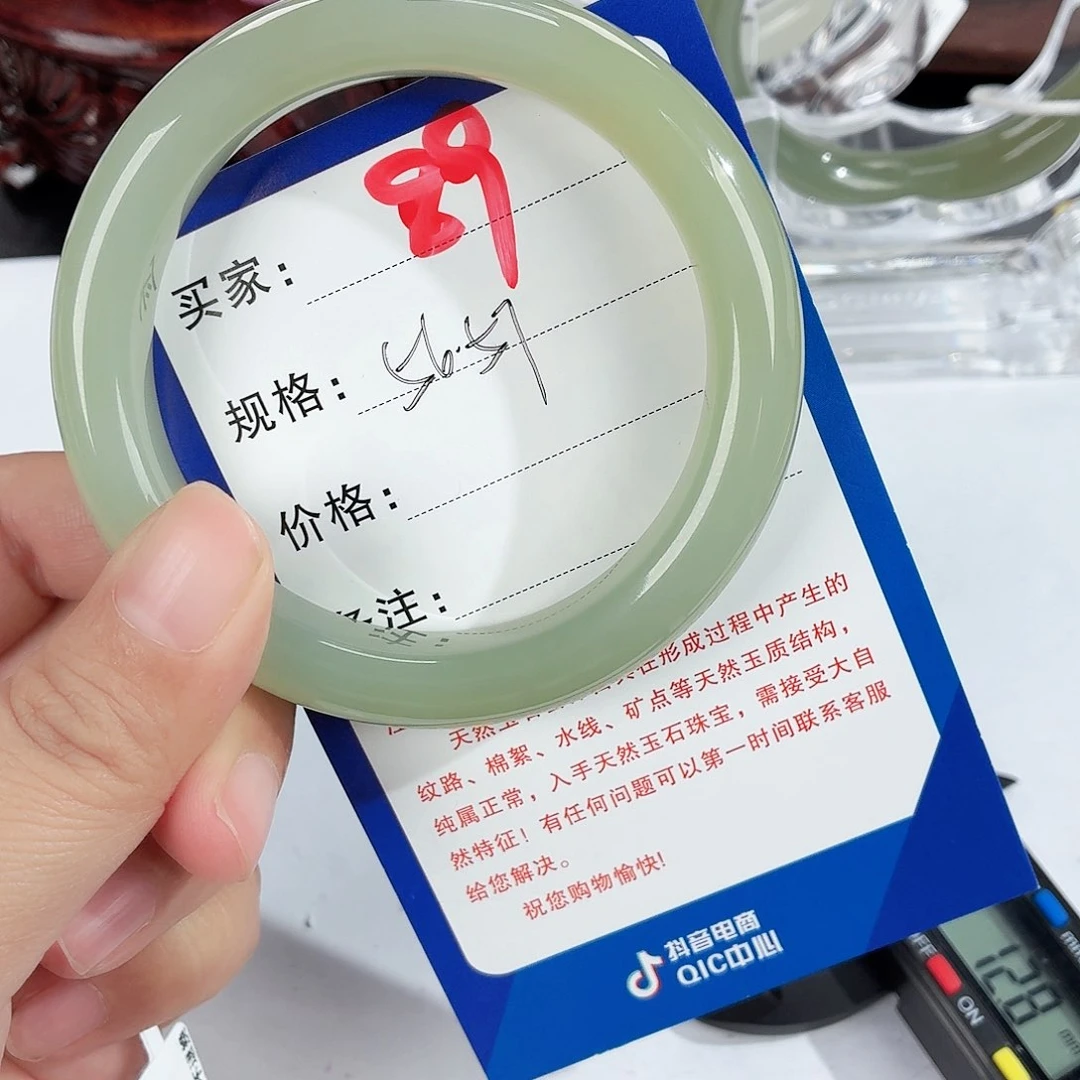 89
买家：
规格：56.57
价格：
备注：
天然玉石 形成过程中产生的
纹路、棉絮、水线、矿点等天然玉质结构，
纯属正常，入手天然玉石珠宝，需接受大自
然特征！有任何问题可以第一时间联系客服
给您解决。
祝您购物愉快!
抖音电商
QIC中心
ON
12.8
mm